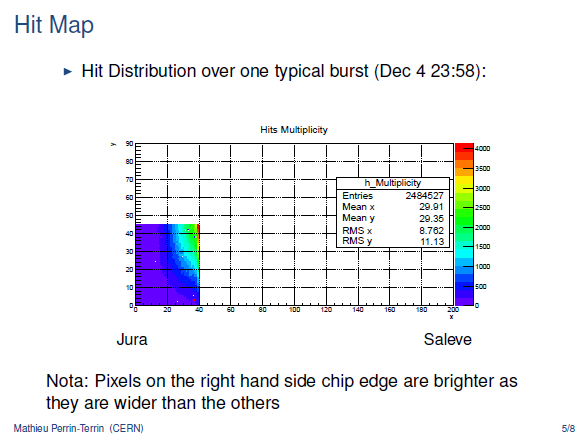 Hit Map
► Hit Distribution over one typical burst (Dec 4 23:58):
Hits Multiplicity
y
90
80
70
60
50
40
30
20
10
0
0 20 40 60 80 100 120 140 160 180 200
x
h_Multiplicity
Entries 2484527
Mean x 29.91
Mean y 29.35
RMS x 8.762
RMS y 11.13
4000
3500
3000
2500
2000
1500
1000
500
0
Jura Saleve
Nota: Pixels on the right hand side chip edge are brighter as
they are wider than the others
Mathieu Perrin-Terrin (CERN) 5/8